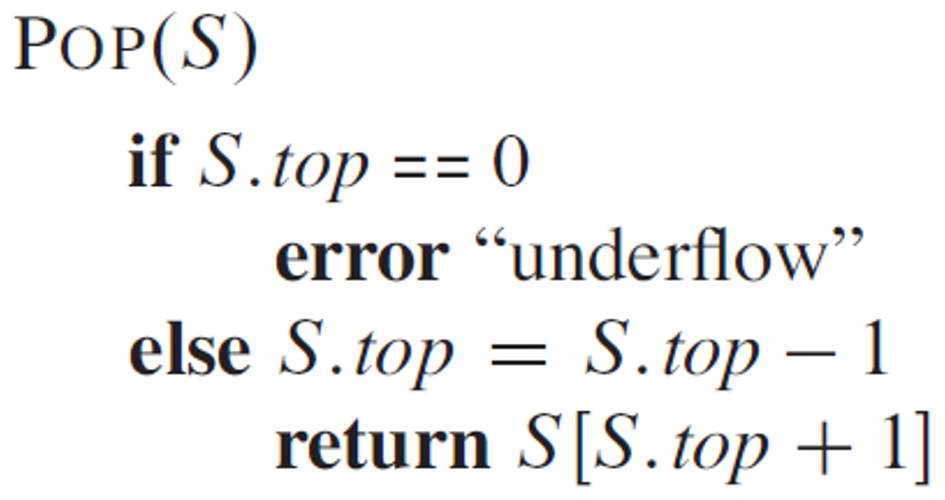 POP(S)
if S.top == 0
error “underflow”
else S.top = S.top − 1
return S[S.top + 1]